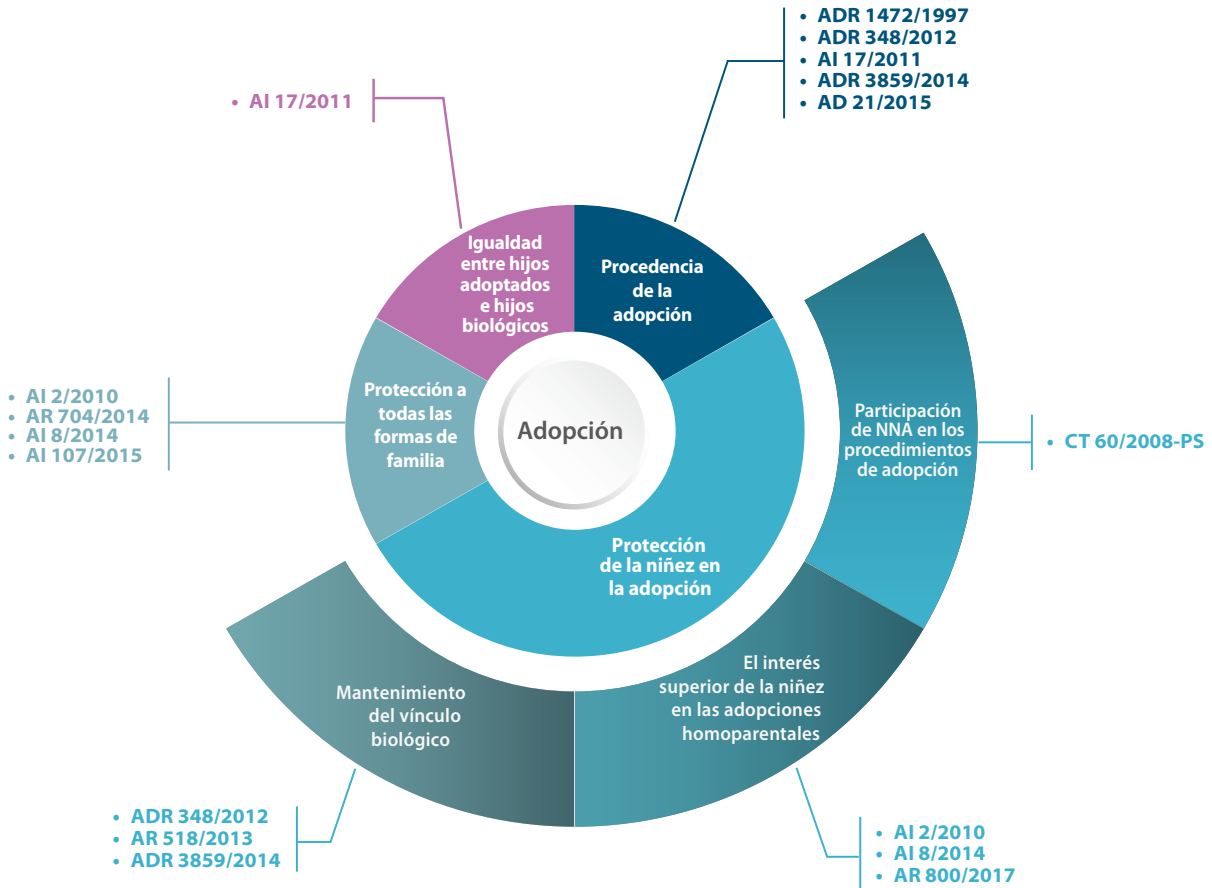 • ADR 1472/1997
• ADR 348/2012
• AI 17/2011
• ADR 3859/2014
• AD 21/2015
• AI 17/2011
Igualdad
entre hijos
adoptados
e hijos
biológicos
Procedencia
de la
adopción
• AI 2/2010
• AR 704/2014
• AI 8/2014
• AI 107/2015
Protección a
todas las
formas de
familia
Adopción
Participación
de NNA en los
procedimientos
de adopción
• CT 60/2008-PS
Protección
de la niñez en
la adopción
El interés
superior de la niñez
en las adopciones
homoparentales
Mantenimiento
del vínculo
biológico
• ADR 348/2012
• AR 518/2013
• ADR 3859/2014
• AI 2/2010
• AI 8/2014
• AR 800/2017